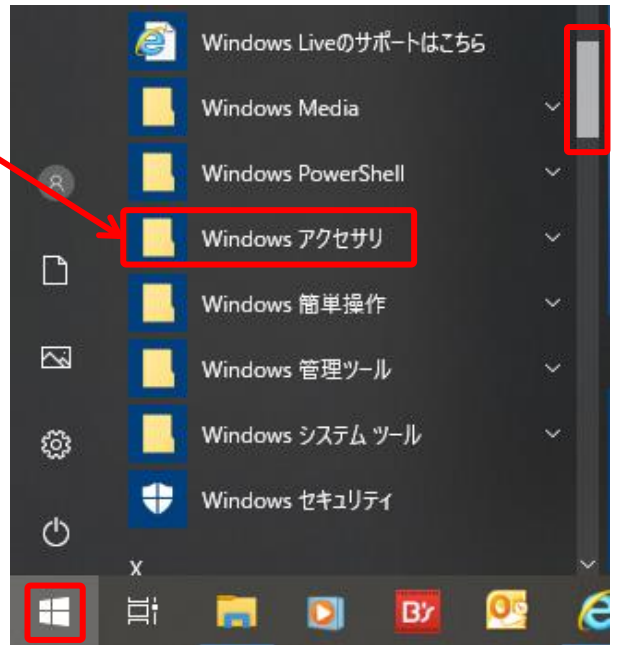 Windows Liveのサポートはこちら
Windows Media
Windows PowerShell
Windows アクセサリ
Windows 簡単操作
Windows 管理ツール
Windows システム ツール
Windows セキュリティ
X
B's